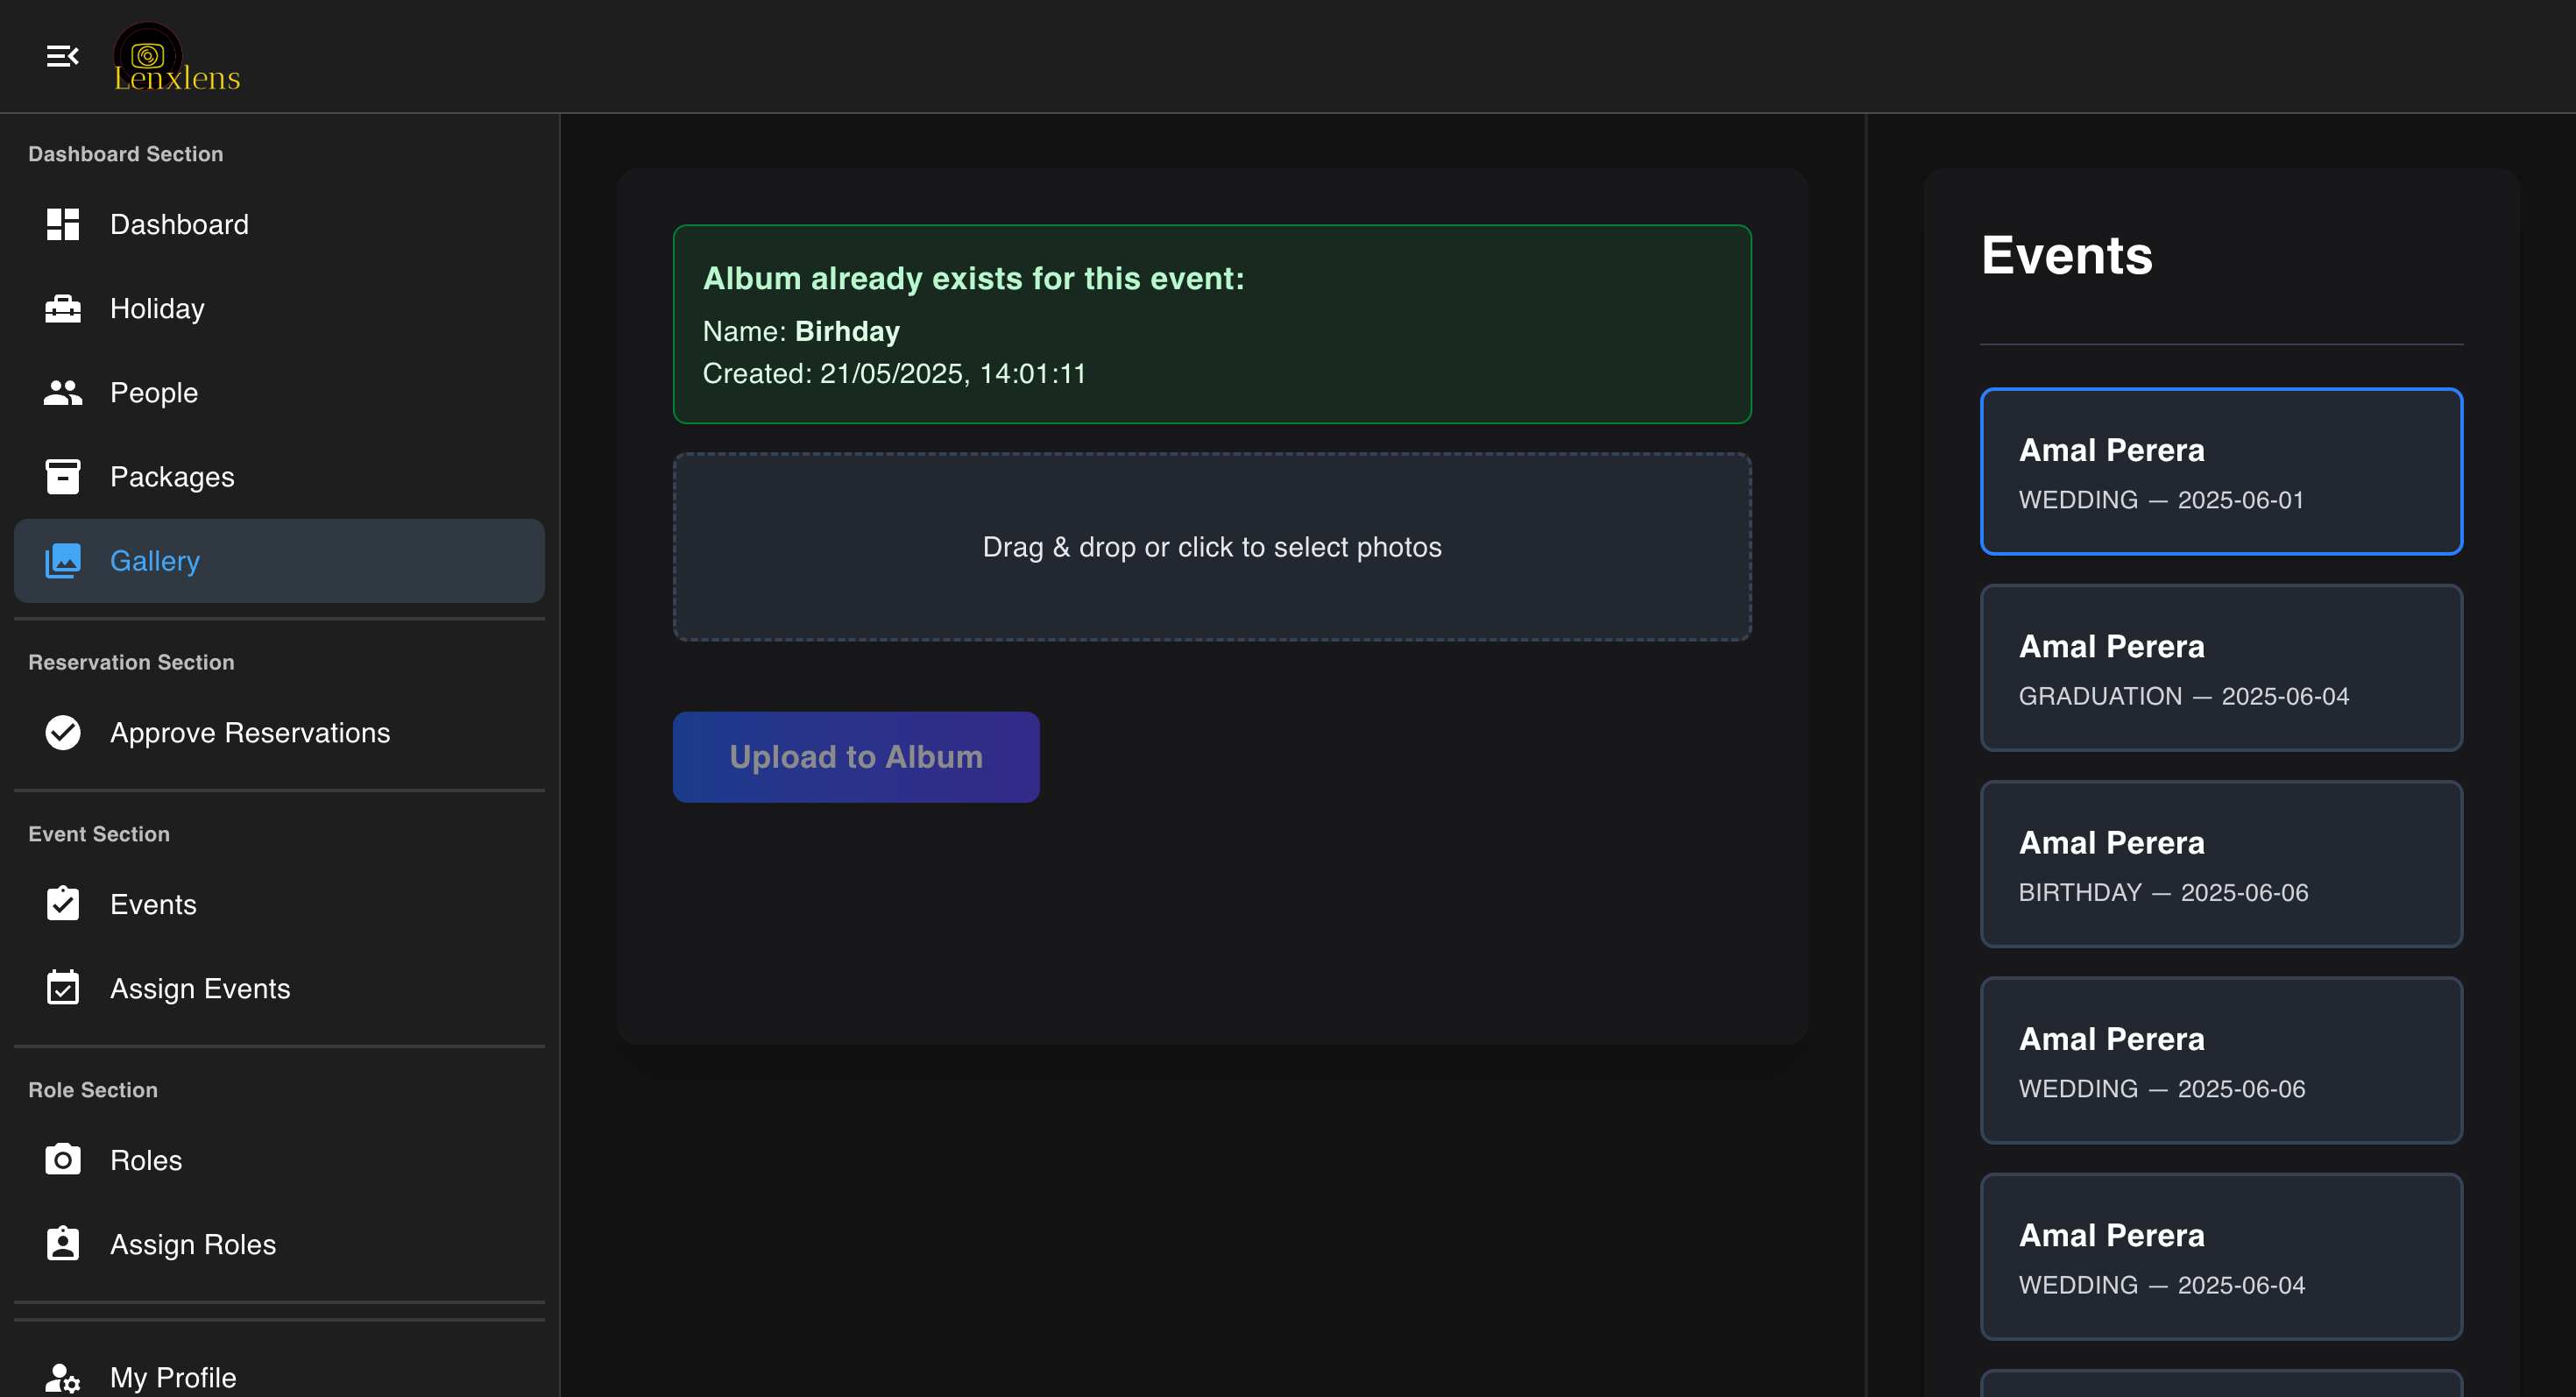 Lenxlens
Dashboard Section
Dashboard
Holiday
People
Packages
Gallery
Reservation Section
Approve Reservations
Event Section
Events
Assign Events
Role Section
Roles
Assign Roles
My Profile
Album already exists for this event:
Name: Birhday
Created: 21/05/2025, 14:01:11
Drag & drop or click to select photos
Upload to Album
Events
Amal Perera
WEDDING — 2025-06-01
Amal Perera
GRADUATION — 2025-06-04
Amal Perera
BIRTHDAY — 2025-06-06
Amal Perera
WEDDING — 2025-06-06
Amal Perera
WEDDING — 2025-06-04